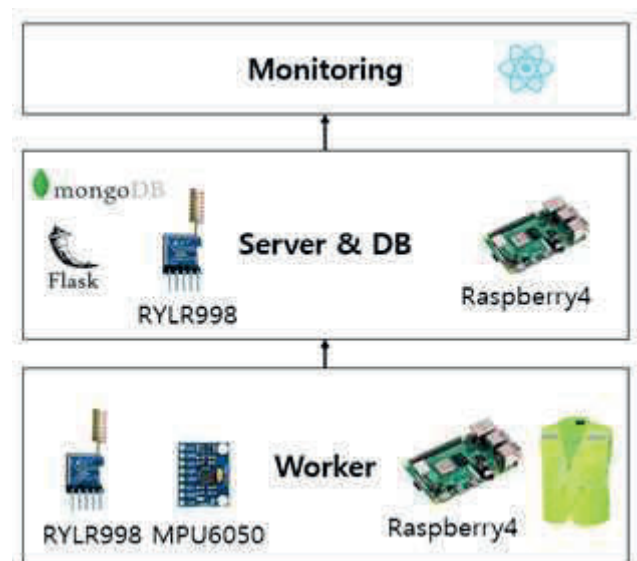 Monitoring
mongoDB
Flask
RYLR998
Server & DB
Raspberry4
RYLR998
MPU6050
Worker
Raspberry4